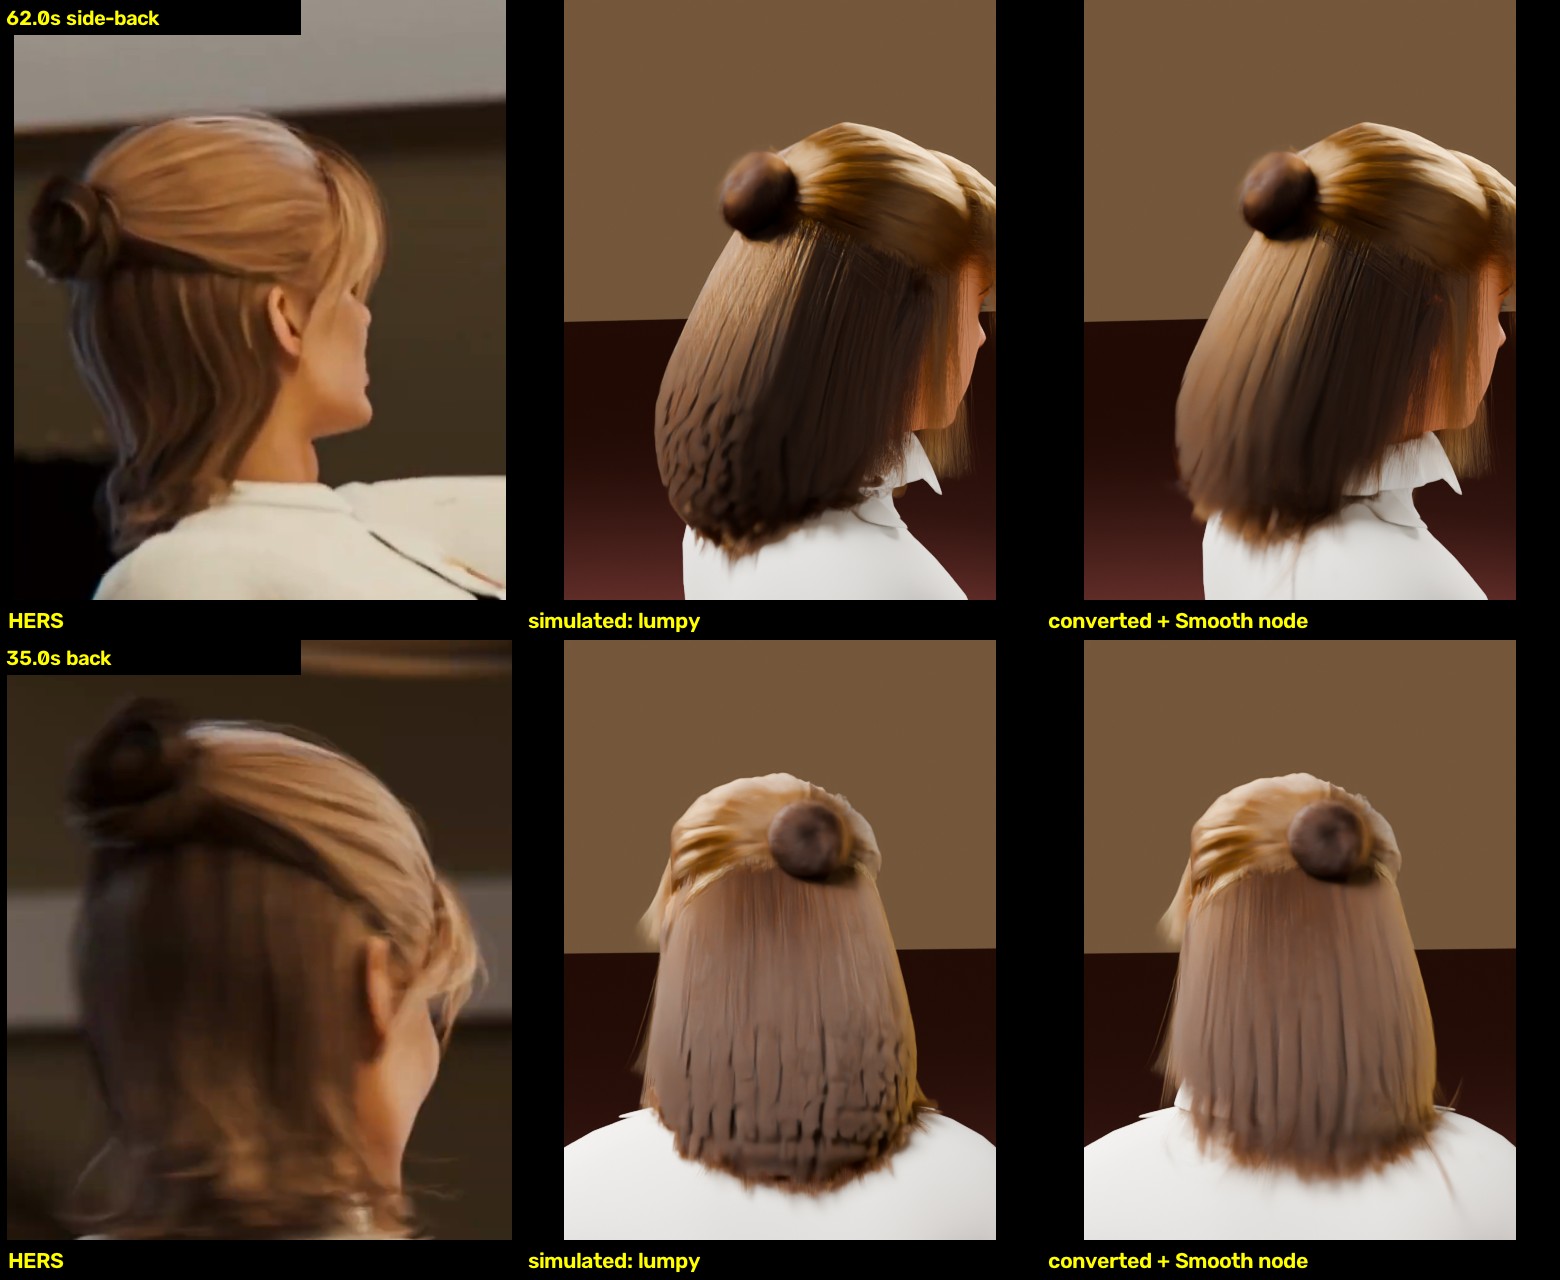 62.0s side-back
HERS
simulated: lumpy
converted + Smooth node
35.0s back
HERS
simulated: lumpy
converted + Smooth node